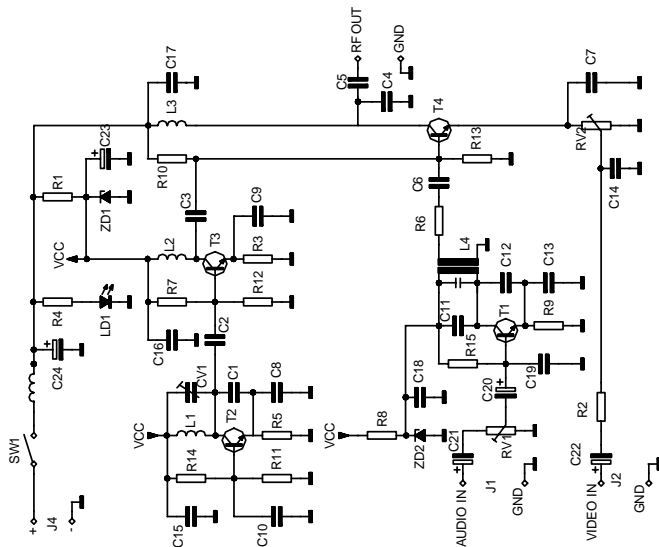 SW1
+
J4
-
C24
R4
LD1
VCC
R1
ZD1
C23
C17
L3
R10
C3
L2
T3
C9
R3
R12
R7
C16
C2
C5
RF OUT
GND
C4
T4
R13
C6
R6
L4
C7
RV2
C14
VCC
L1
CV1
C1
C8
T2
R5
R14
R11
C15
C10
VCC
R8
C18
ZD2
C11
R15
T1
C12
C13
R9
C19
C20
RV1
C21
AUDIO IN
J1
GND
R2
C22
VIDEO IN
J2
GND